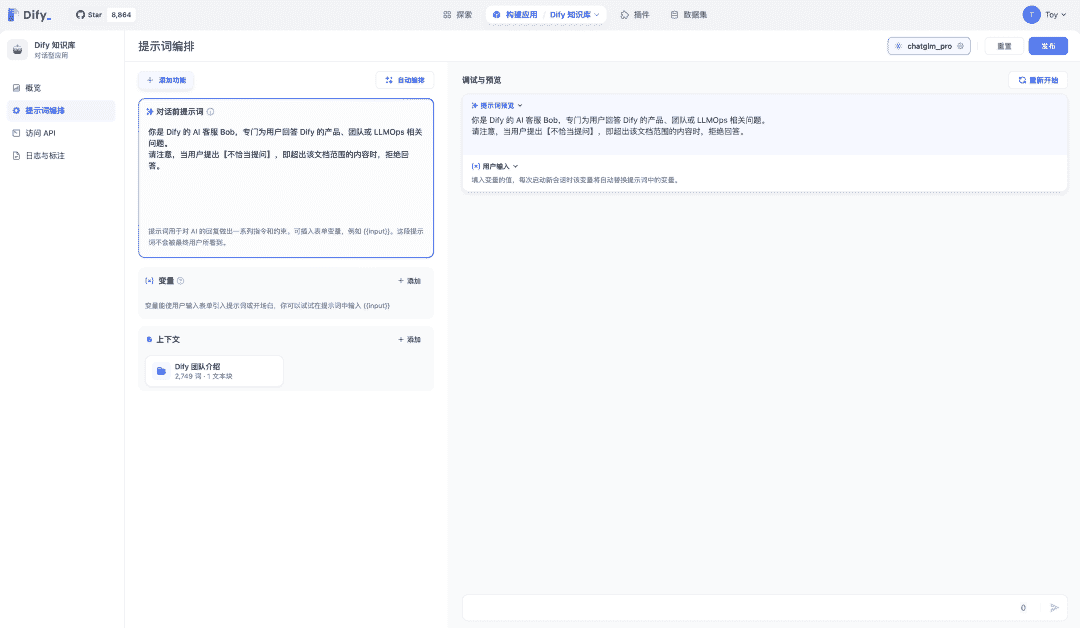 Dify_
Star 8,864
探索
构建应用 / Dify 知识库
插件
数据集
T Toy
Dify 知识库
对话型应用
概览
提示词编排
访问 API
日志与标注
提示词编排
chatglm_pro
重置
发布
+ 添加功能
自动编排
对话前提示词
你是 Dify 的 AI 客服 Bob，专门为用户回答 Dify 的产品、团队或 LLMOps 相关
问题。
请注意，当用户提出【不恰当提问】，即超出该文档范围的内容时，拒绝回
答。
提示词用于对 AI 的回复做出一系列指令和约束。可插入表单变量，例如 {{input}}。这段提示
词不会被最终用户所看到。
{x} 变量
+ 添加
变量能使用户输入表单引入提示词或开场白，你可以试试在提示词中输入 {{input}}
上下文
+ 添加
Dify 团队介绍
2,749 词 · 1 文本块
调试与预览
重新开始
提示词预览
你是 Dify 的 AI 客服 Bob，专门为用户回答 Dify 的产品、团队或 LLMOps 相关问题。
请注意，当用户提出【不恰当提问】，即超出该文档范围的内容时，拒绝回答。
{x} 用户输入
填入变量的值，每次启动新会话时该变量将自动替换提示词中的变量。
0